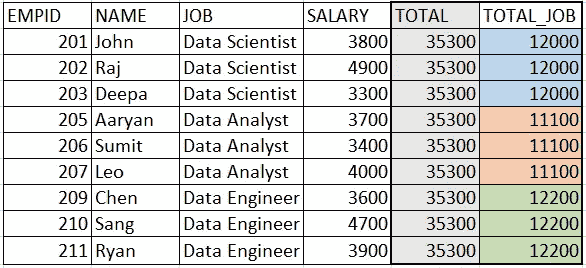 EMPID NAME JOB SALARY TOTAL TOTAL_JOB
201 John Data Scientist 3800 35300 12000
202 Raj Data Scientist 4900 35300 12000
203 Deepa Data Scientist 3300 35300 12000
205 Aaryan Data Analyst 3700 35300 11100
206 Sumit Data Analyst 3400 35300 11100
207 Leo Data Analyst 4000 35300 11100
209 Chen Data Engineer 3600 35300 12200
210 Sang Data Engineer 4700 35300 12200
211 Ryan Data Engineer 3900 35300 12200